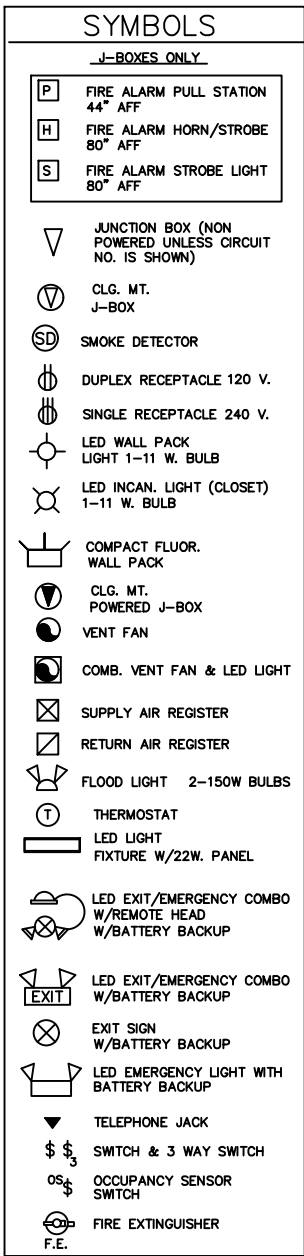 SYMBOLS
J-BOXES ONLY
P FIRE ALARM PULL STATION
44" AFF
H FIRE ALARM HORN/STROBE
80" AFF
S FIRE ALARM STROBE LIGHT
80" AFF
JUNCTION BOX (NON
POWERED UNLESS CIRCUIT
NO. IS SHOWN)
CLG. MT.
J-BOX
SD SMOKE DETECTOR
DUPLEX RECEPTACLE 120 V.
SINGLE RECEPTACLE 240 V.
LED WALL PACK
LIGHT 1-11 W. BULB
LED INCAN. LIGHT (CLOSET)
1-11 W. BULB
COMPACT FLUOR.
WALL PACK
CLG. MT.
POWERED J-BOX
VENT FAN
COMB. VENT FAN & LED LIGHT
SUPPLY AIR REGISTER
RETURN AIR REGISTER
FLOOD LIGHT 2-150W BULBS
T THERMOSTAT
LED LIGHT
FIXTURE W/22W. PANEL
LED EXIT/EMERGENCY COMBO
W/REMOTE HEAD
W/BATTERY BACKUP
LED EXIT/EMERGENCY COMBO
EXIT W/BATTERY BACKUP
EXIT SIGN
W/BATTERY BACKUP
LED EMERGENCY LIGHT WITH
BATTERY BACKUP
TELEPHONE JACK
$ $3 SWITCH & 3 WAY SWITCH
OS$ OCCUPANCY SENSOR
SWITCH
FIRE EXTINGUISHER
F.E.